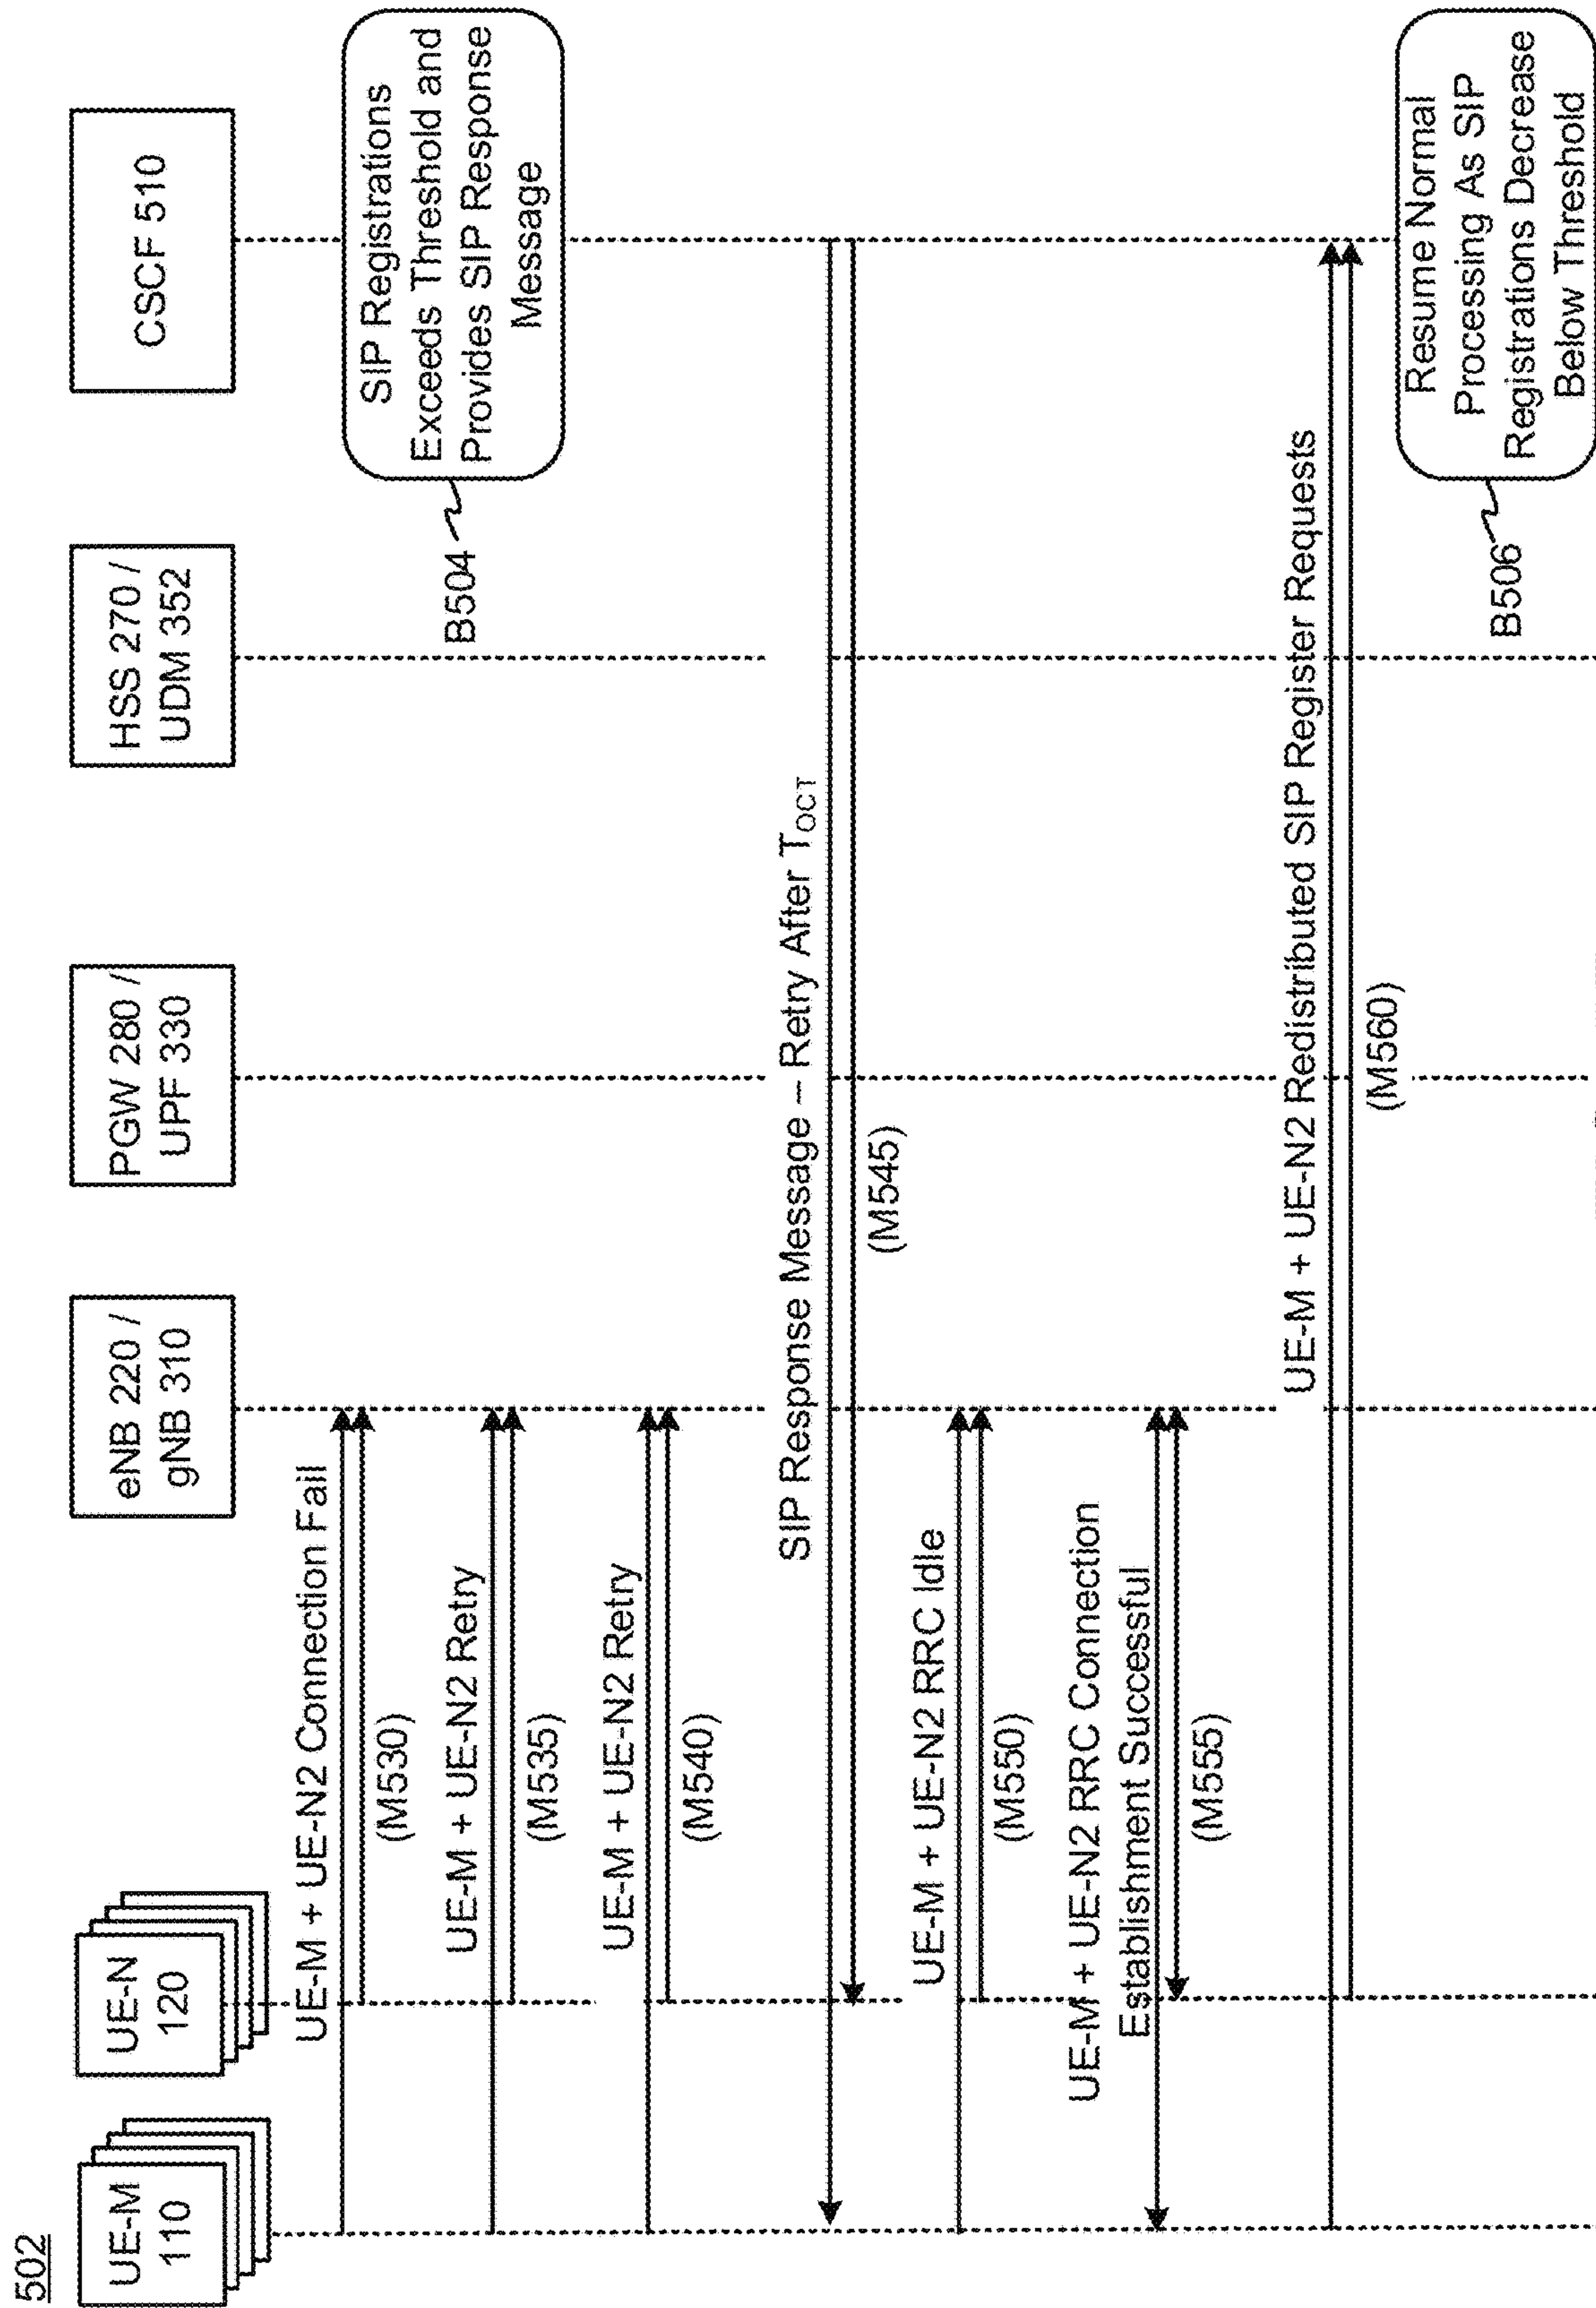 502
UE-M
110
UE-N
120
eNB 220 /
gNB 310
PGW 280 /
UPF 330
HSS 270 /
UDM 352
CSCF 510
UE-M + UE-N2 Connection Fail
(M530)
SIP Registrations
Exceeds Threshold and
Provides SIP Response
Message
B504
UE-M + UE-N2 Retry
(M535)
UE-M + UE-N2 Retry
(M540)
SIP Response Message – Retry After TOCT
(M545)
UE-M + UE-N2 RRC Idle
(M550)
UE-M + UE-N2 RRC Connection
Establishment Successful
(M555)
UE-M + UE-N2 Redistributed SIP Register Requests
(M560)
Resume Normal
Processing As SIP
Registrations Decrease
Below Threshold
B506